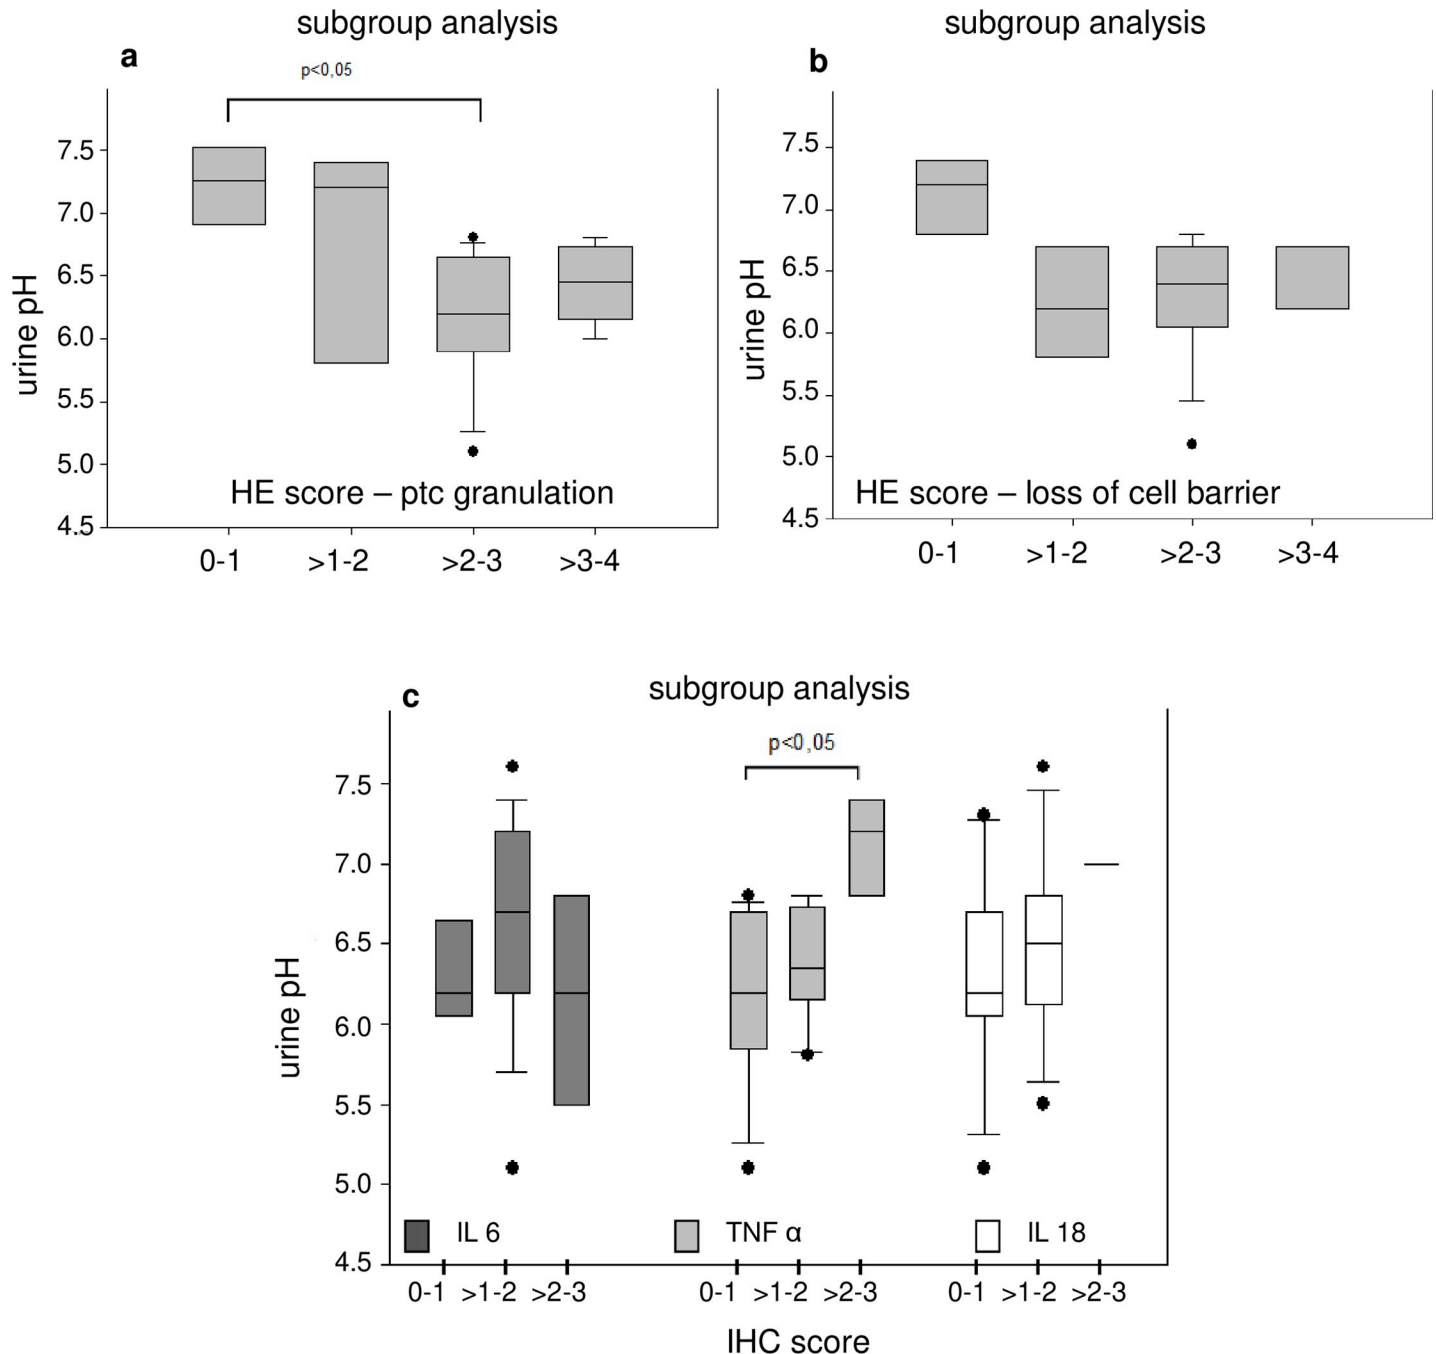 subgroup analysis
a
p<0,05
7.5
7.0
6.5
6.0
5.5
5.0
4.5
urine pH
HE score – ptc granulation
0-1 >1-2 >2-3 >3-4
subgroup analysis
b
7.5
7.0
6.5
6.0
5.5
5.0
4.5
urine pH
HE score – loss of cell barrier
0-1 >1-2 >2-3 >3-4
subgroup analysis
c
p<0,05
7.5
7.0
6.5
6.0
5.5
5.0
4.5
urine pH
IL 6 TNF α IL 18
0-1 >1-2 >2-3 0-1 >1-2 >2-3 0-1 >1-2 >2-3
IHC score